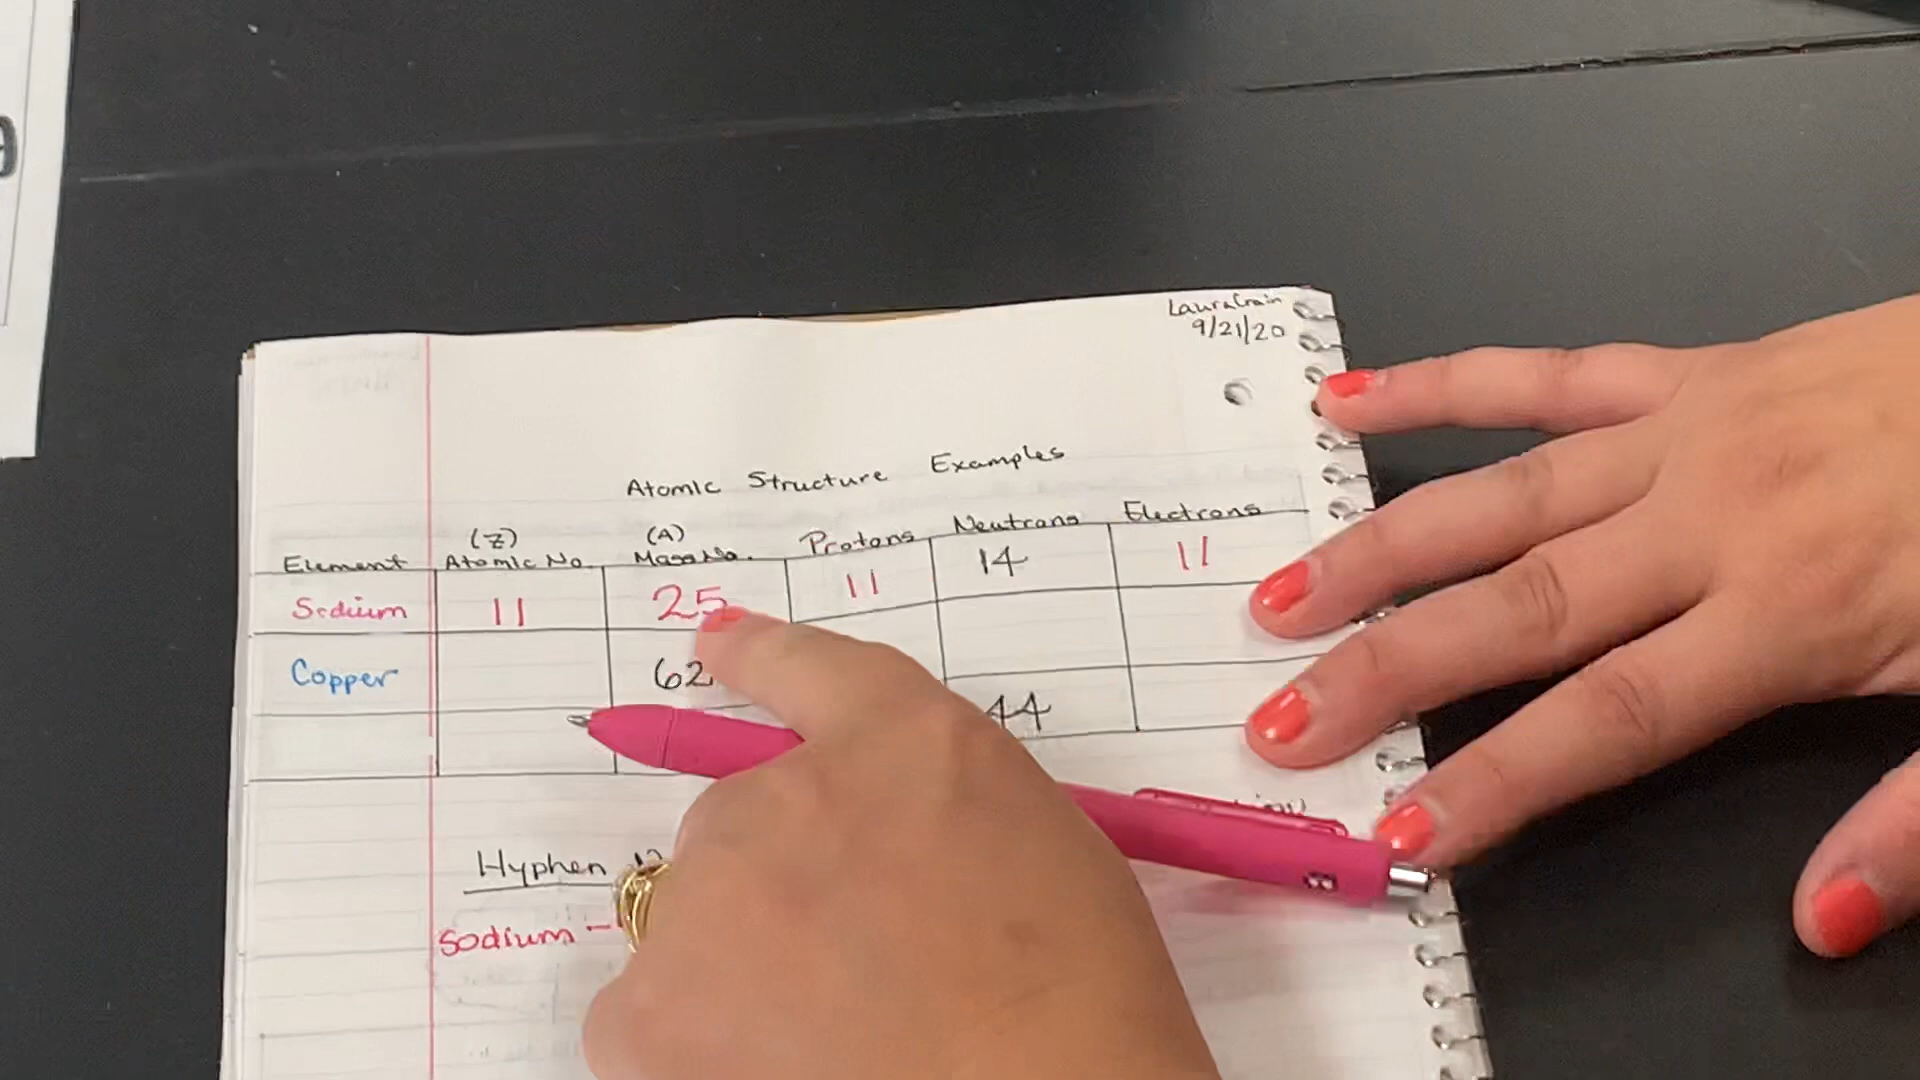 Laura Crain
9/21/20
Atomic Structure Examples
(Z) (A)
Element Atomic No. Mass No. Protons Neutrons Electrons
Sodium 11 25 11 14 11
Copper 62
44
Hyphen
Sodium -